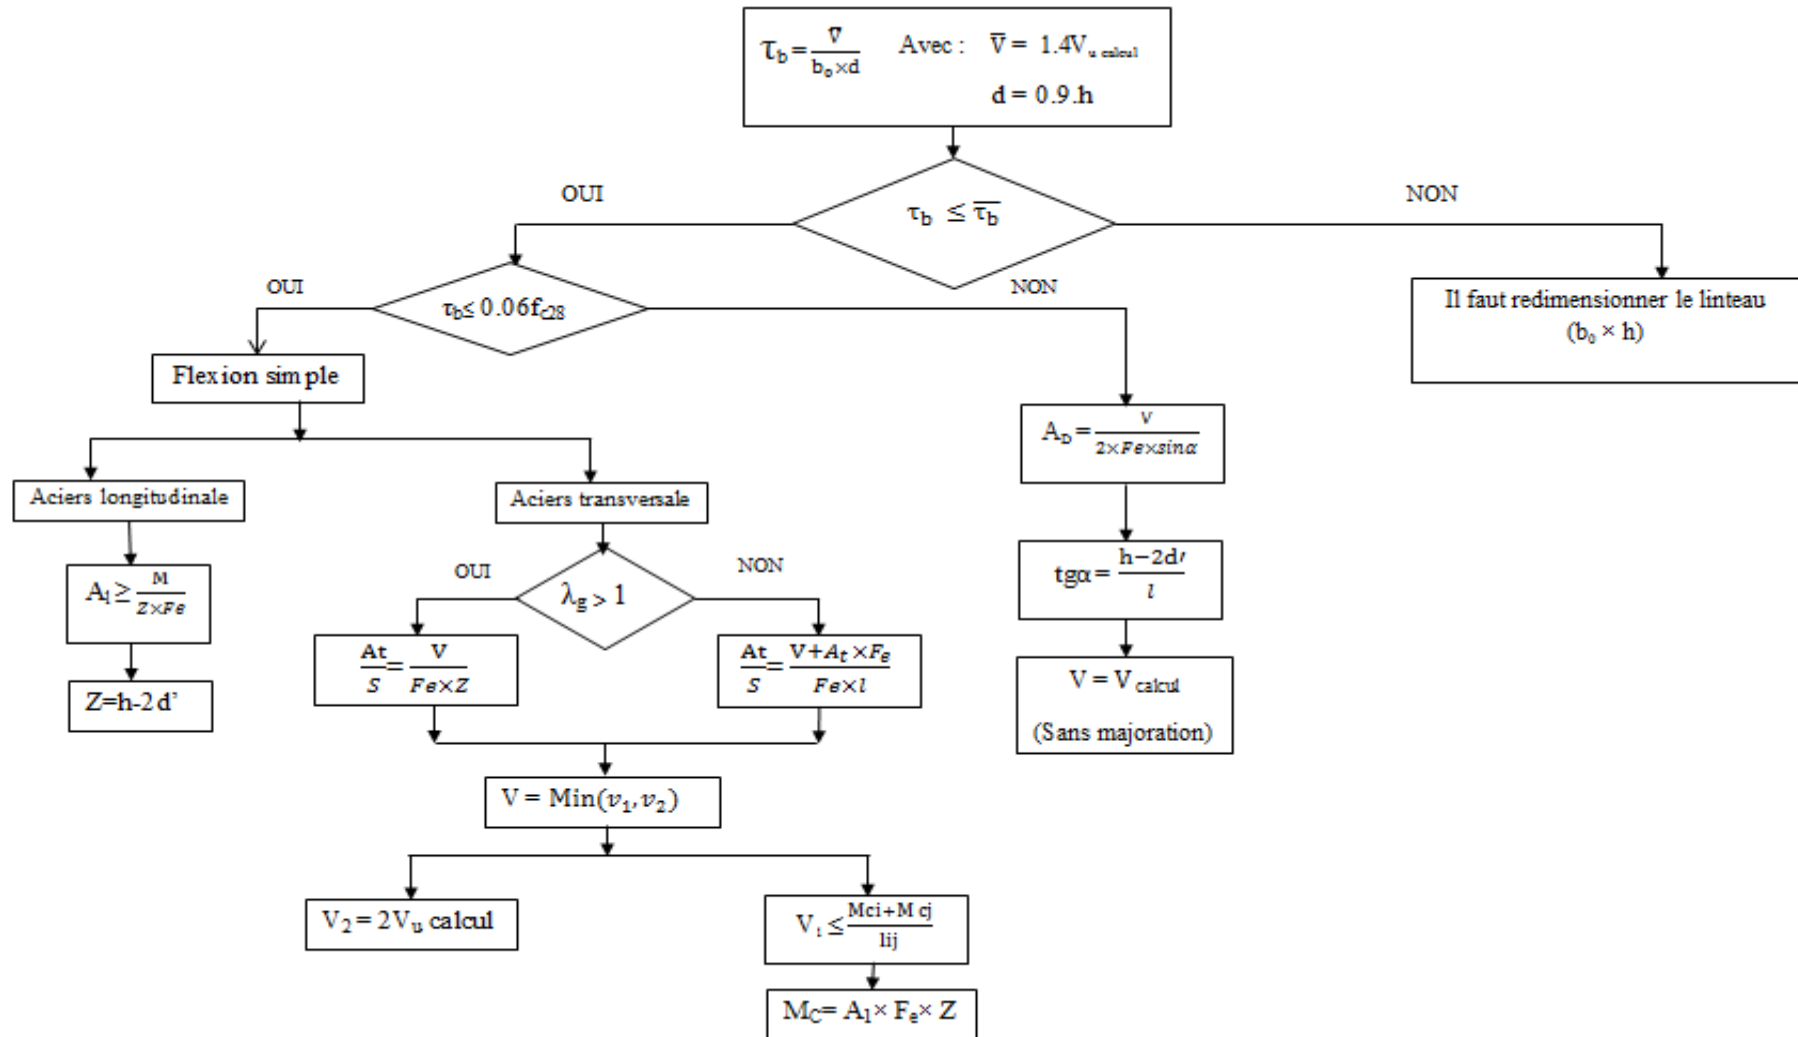 τb = V̅ / (b₀×d) Avec : V̅ = 1.4Vu calcul
d = 0.9.h
OUI
NON
τb ≤ τ̅b̅
OUI
NON
τb≤ 0.06fc28
Il faut redimensionner le linteau
(b₀ × h)
Flexion simple
AD = V / (2×Fe×sinα)
Aciers longitudinale
Aciers transversale
OUI
NON
tgα = (h−2d′) / l
Al ≥ M / (Z×Fe)
λg > 1
At/S = V / (Fe×Z)
At/S = (V+At×Fe) / (Fe×l)
Z=h-2d'
V = Vcalcul
(Sans majoration)
V = Min(v₁,v₂)
V₂ = 2Vu calcul
V₁ ≤ (Mci+Mcj) / lij
MC= Al× Fe× Z